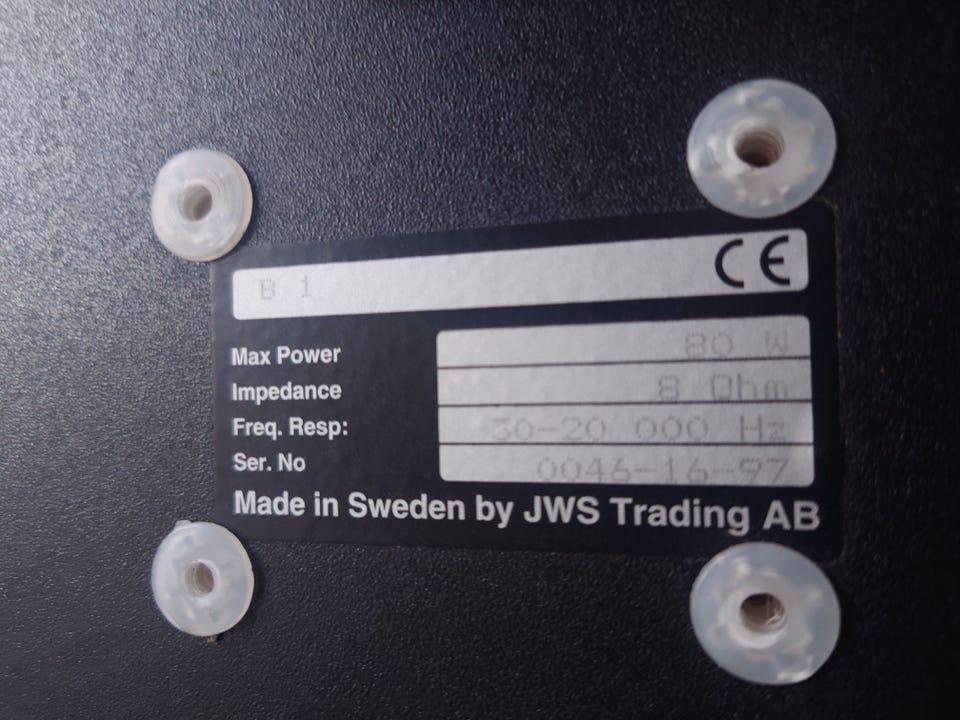 B 1 CE
Max Power 80 W
Impedance 8 Ohm
Freq. Resp: 30-20 000 Hz
Ser. No 0046-16-97
Made in Sweden by JWS Trading AB